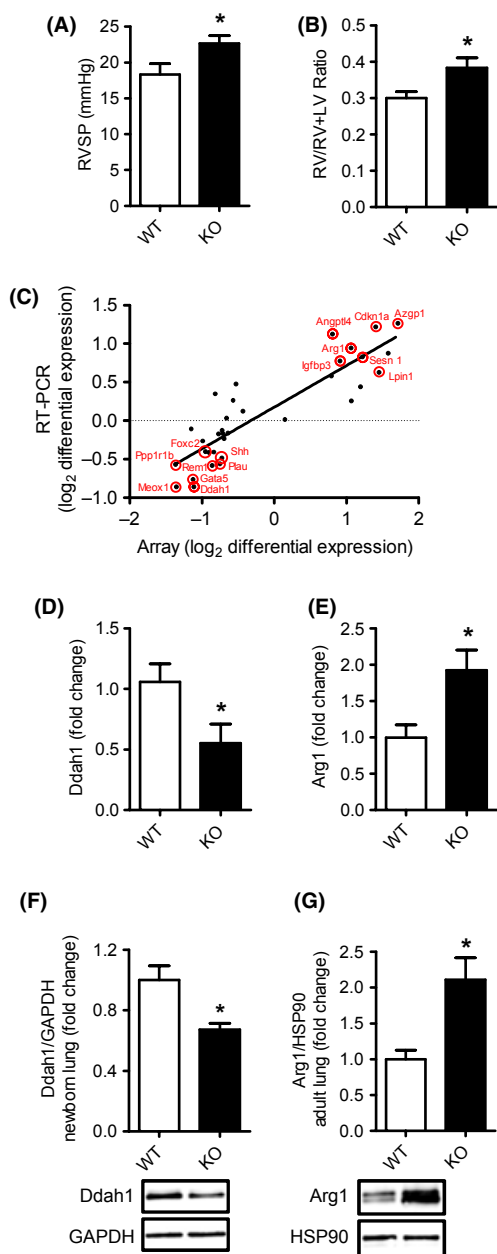 (A)
RVSP (mmHg)
25
20
15
10
5
0
*
WT
KO
(B)
RV/RV+LV Ratio
0.5
0.4
0.3
0.2
0.1
0.0
*
WT
KO
(C)
RT-PCR
(log2 differential expression)
1.5
1.0
0.5
0.0
−0.5
−1.0
Angptl4
Cdkn1a
Azgp1
Arg1
Sesn 1
Igfbp3
Lpin1
Foxc2
Ppp1r1b
Shh
Rem1
Plau
Gata5
Meox1
Ddah1
−2
−1
0
1
2
Array (log2 differential expression)
(D)
Ddah1 (fold change)
1.5
1.0
0.5
0.0
*
WT
KO
(E)
Arg1 (fold change)
2.5
2.0
1.5
1.0
0.5
0.0
*
WT
KO
(F)
Ddah1/GAPDH
newborn lung (fold change)
1.2
0.9
0.6
0.3
0.0
*
WT
KO
Ddah1
GAPDH
(G)
Arg1/HSP90
adult lung (fold change)
2.5
2.0
1.5
1.0
0.5
0.0
*
WT
KO
Arg1
HSP90